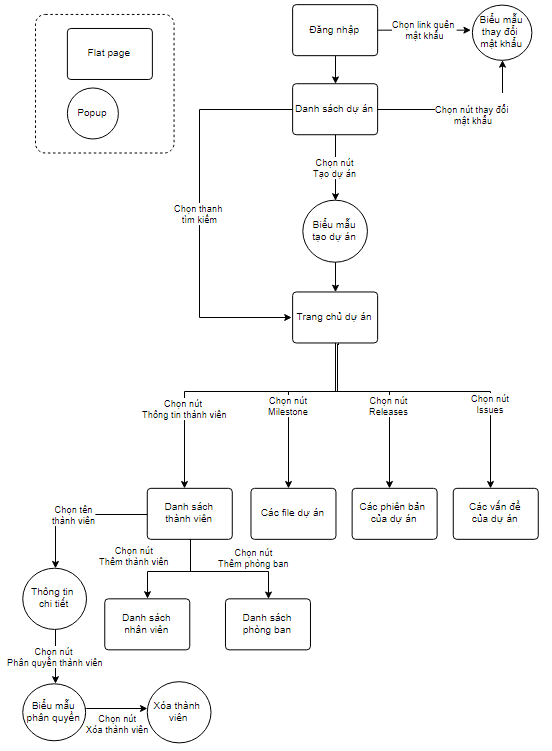 Flat page
Popup
Đăng nhập
Chọn link quên
mật khẩu
Biểu mẫu
thay đổi
mật khẩu
Danh sách dự án
Chọn nút thay đổi
mật khẩu
Chọn nút
Tạo dự án
Chọn thanh
tìm kiếm
Biểu mẫu
tạo dự án
Trang chủ dự án
Chọn nút
Thông tin thành viên
Chọn nút
Milestone
Chọn nút
Releases
Chọn nút
Issues
Danh sách
thành viên
Các file dự án
Các phiên bản
của dự án
Các vấn đề
của dự án
Chọn tên
thành viên
Chọn nút
Thêm thành viên
Chọn nút
Thêm phòng ban
Thông tin
chi tiết
Danh sách
nhân viên
Danh sách
phòng ban
Chọn nút
Phân quyền thành viên
Biểu mẫu
phân quyền
Chọn nút
Xóa thành viên
Xóa thành
viên